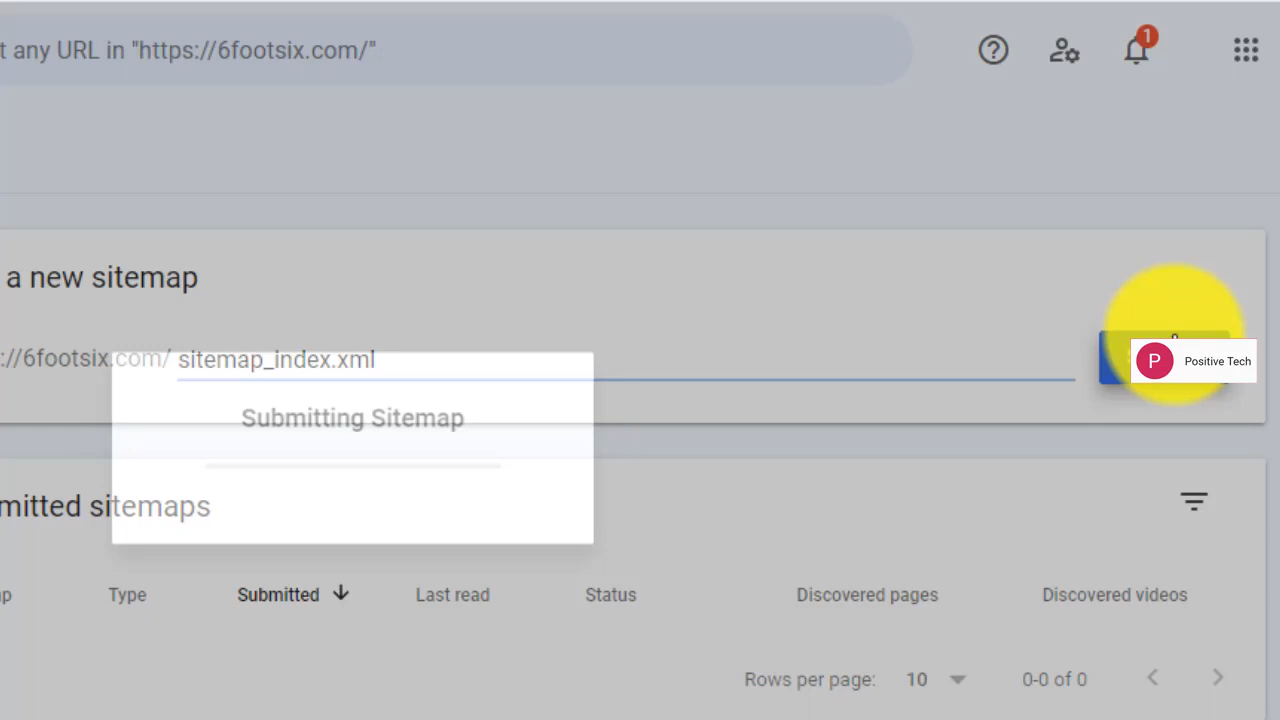 t any URL in "https://6footsix.com/"
1
a new sitemap
://6footsix.com/ sitemap_index.xml
P Positive Tech
Submitting Sitemap
mitted sitemaps
Type Submitted Last read Status Discovered pages Discovered videos
Rows per page: 10 0-0 of 0